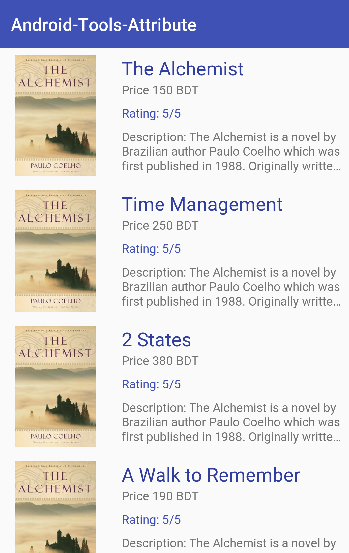 Android-Tools-Attribute
THE
ALCHEMIST
PAULO COELHO
The Alchemist
Price 150 BDT
Rating: 5/5
Description: The Alchemist is a novel by
Brazilian author Paulo Coelho which was
first published in 1988. Originally writte…
THE
ALCHEMIST
PAULO COELHO
Time Management
Price 250 BDT
Rating: 5/5
Description: The Alchemist is a novel by
Brazilian author Paulo Coelho which was
first published in 1988. Originally writte…
THE
ALCHEMIST
PAULO COELHO
2 States
Price 380 BDT
Rating: 5/5
Description: The Alchemist is a novel by
Brazilian author Paulo Coelho which was
first published in 1988. Originally writte…
THE
ALCHEMIST
A Walk to Remember
Price 190 BDT
Rating: 5/5
Description: The Alchemist is a novel by